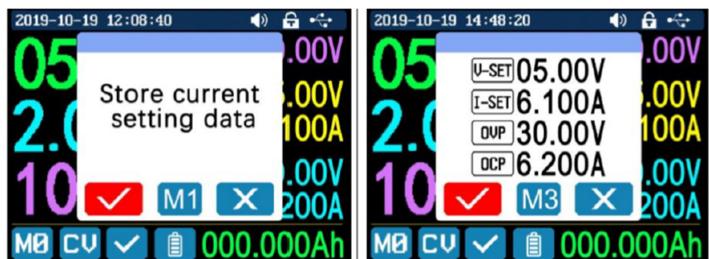 2019-10-19 12:08:40
05
.00V
Store current
setting data
.00V
2.0
100A
.00V
10
M1
200A
M0 CV 000.000Ah
2019-10-19 14:48:20
05
.00V
V-SET 05.00V
I-SET 6.100A
.00V
2.0
OVP 30.00V
100A
OCP 6.200A
.00V
10
M3
200A
M0 CV 000.000Ah